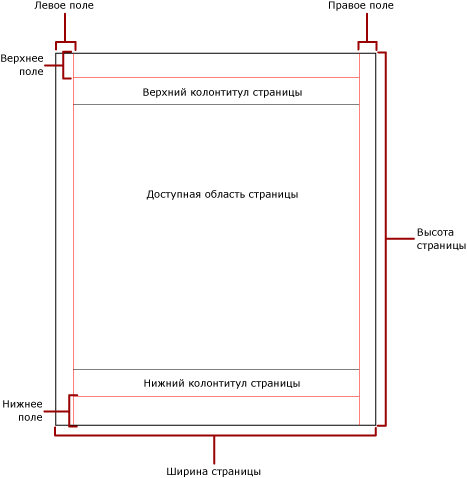 Левое поле
Правое поле
Верхнее
поле
Верхний колонтитул страницы
Доступная область страницы
Высота
страницы
Нижний колонтитул страницы
Нижнее
поле
Ширина страницы